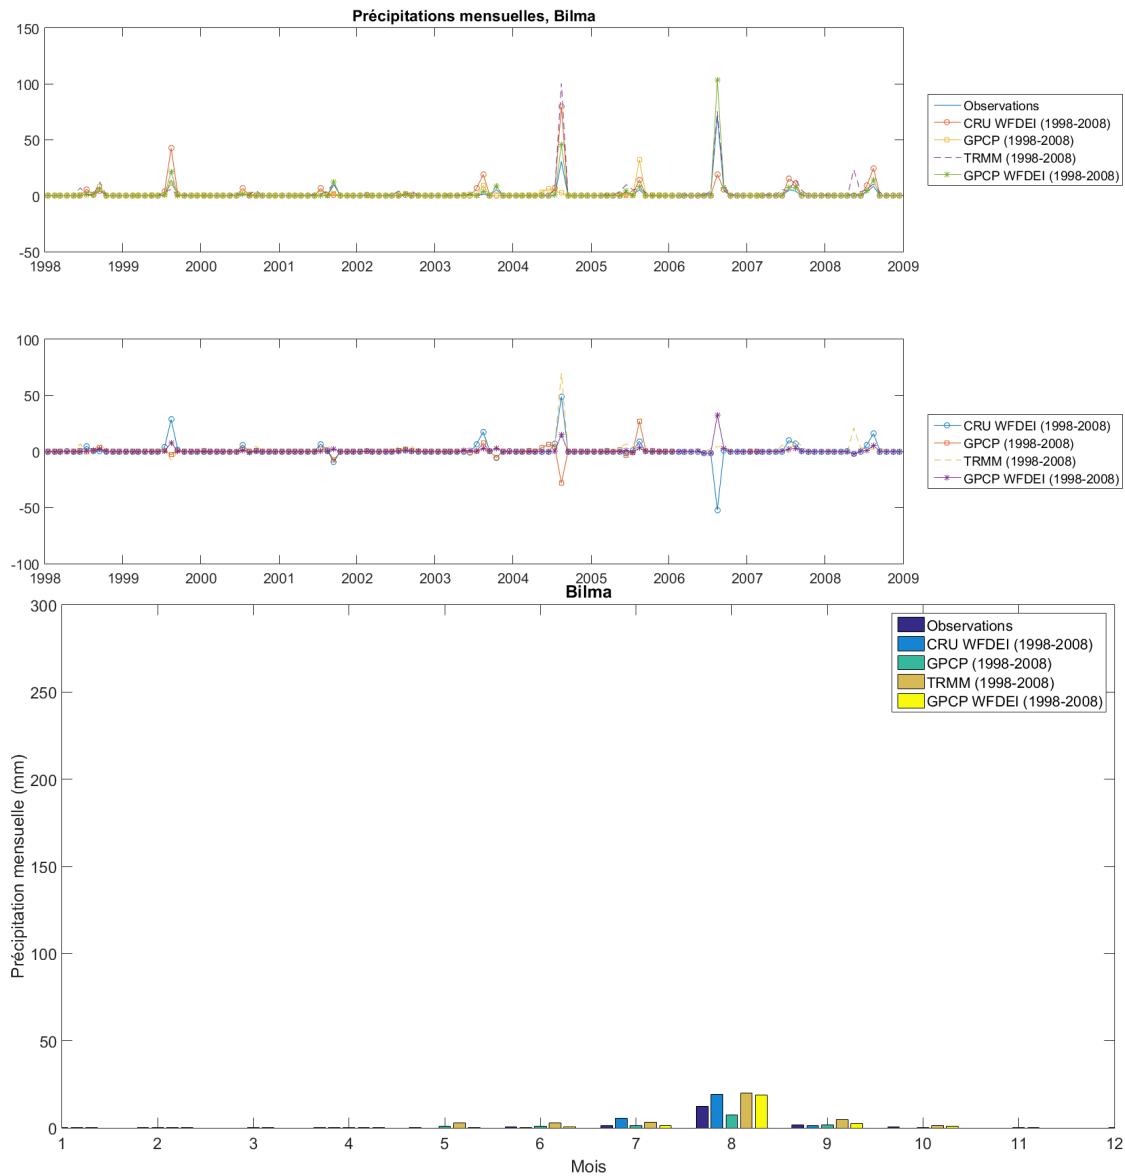 Précipitations mensuelles, Bilma
150
100
50
0
-50
1998 1999 2000 2001 2002 2003 2004 2005 2006 2007 2008 2009
Observations
CRU WFDEI (1998-2008)
GPCP (1998-2008)
TRMM (1998-2008)
GPCP WFDEI (1998-2008)
100
50
0
-50
-100
1998 1999 2000 2001 2002 2003 2004 2005 2006 2007 2008 2009
CRU WFDEI (1998-2008)
GPCP (1998-2008)
TRMM (1998-2008)
GPCP WFDEI (1998-2008)
Bilma
Précipitation mensuelle (mm)
300
250
200
150
100
50
0
1 2 3 4 5 6 7 8 9 10 11 12
Mois
Observations
CRU WFDEI (1998-2008)
GPCP (1998-2008)
TRMM (1998-2008)
GPCP WFDEI (1998-2008)